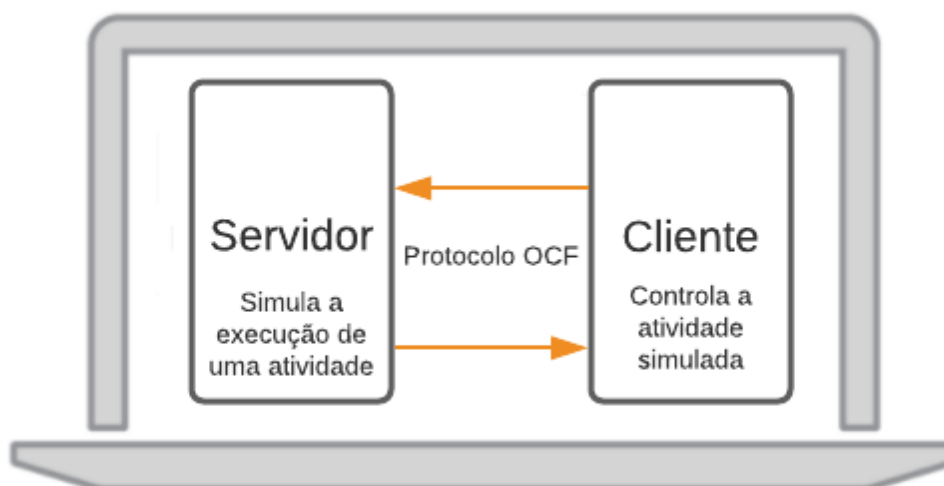 Servidor
Simula a
execução de
uma atividade
Protocolo OCF
Cliente
Controla a
atividade
simulada